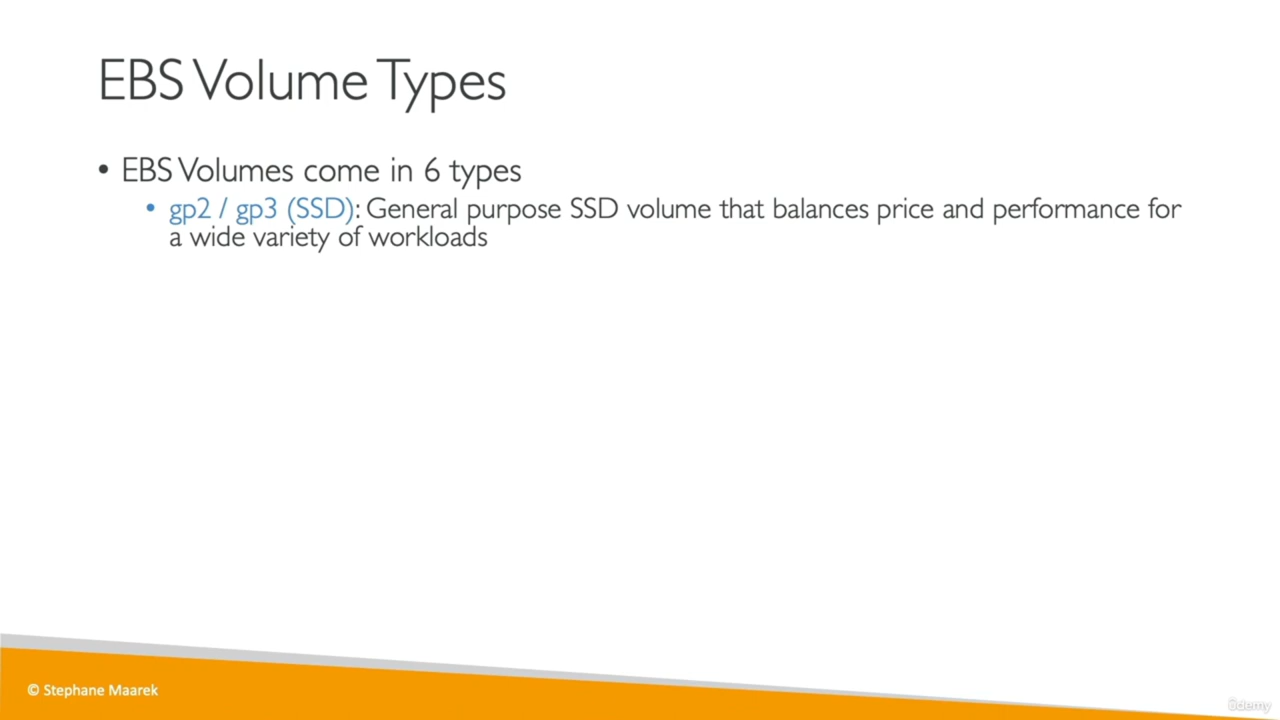 EBS Volume Types
• EBS Volumes come in 6 types
• gp2 / gp3 (SSD): General purpose SSD volume that balances price and performance for
a wide variety of workloads
© Stephane Maarek
ûdemy